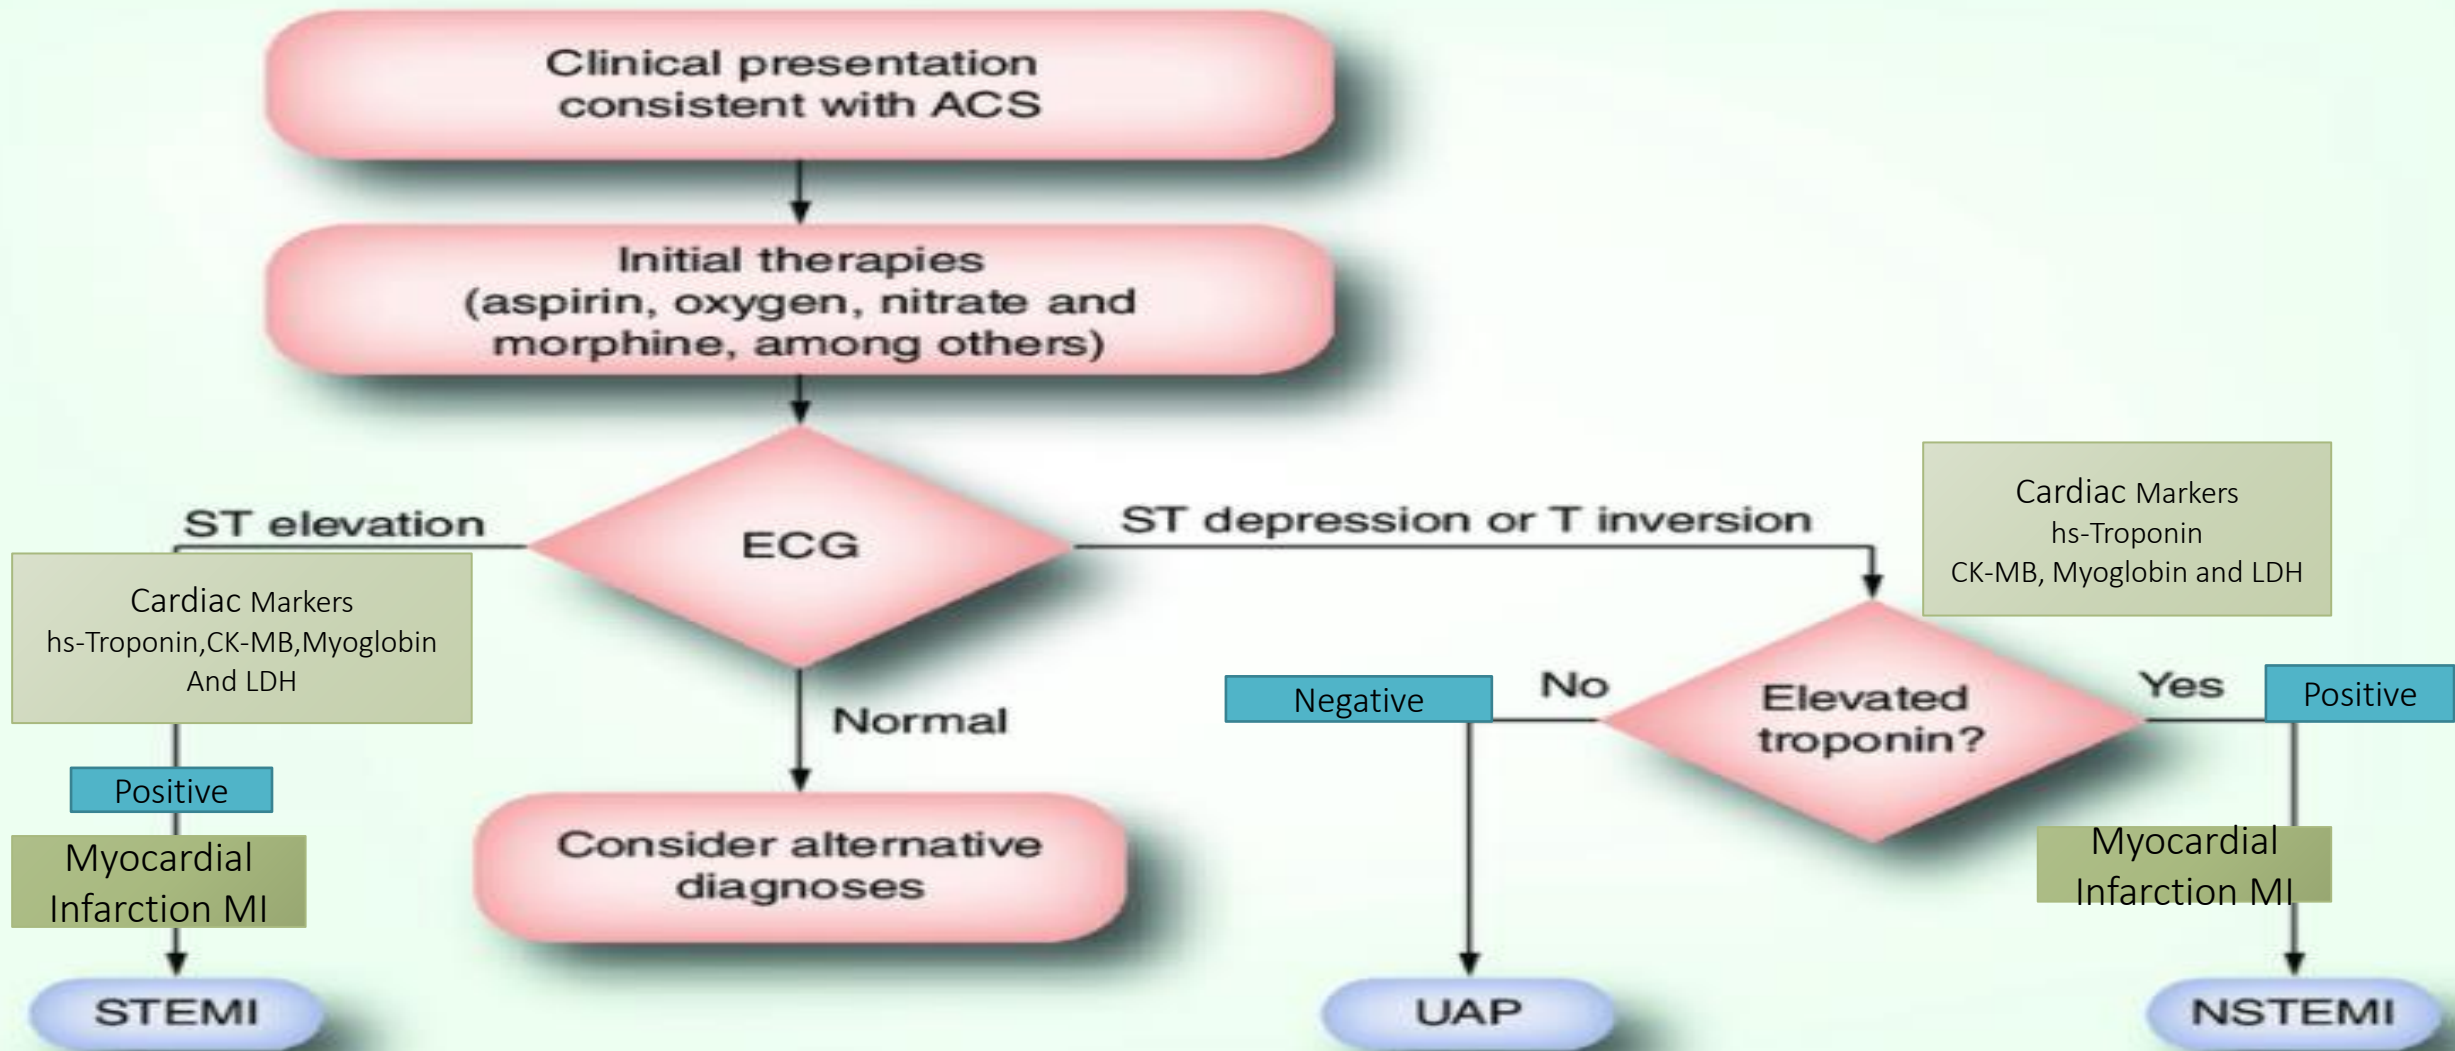 Clinical presentation
consistent with ACS
Initial therapies
(aspirin, oxygen, nitrate and
morphine, among others)
ECG
ST elevation
Cardiac Markers
hs-Troponin,CK-MB,Myoglobin
And LDH
Positive
Myocardial
Infarction MI
STEMI
Normal
Consider alternative
diagnoses
ST depression or T inversion
Cardiac Markers
hs-Troponin
CK-MB, Myoglobin and LDH
Elevated
troponin?
No
Negative
UAP
Yes
Positive
Myocardial
Infarction MI
NSTEMI